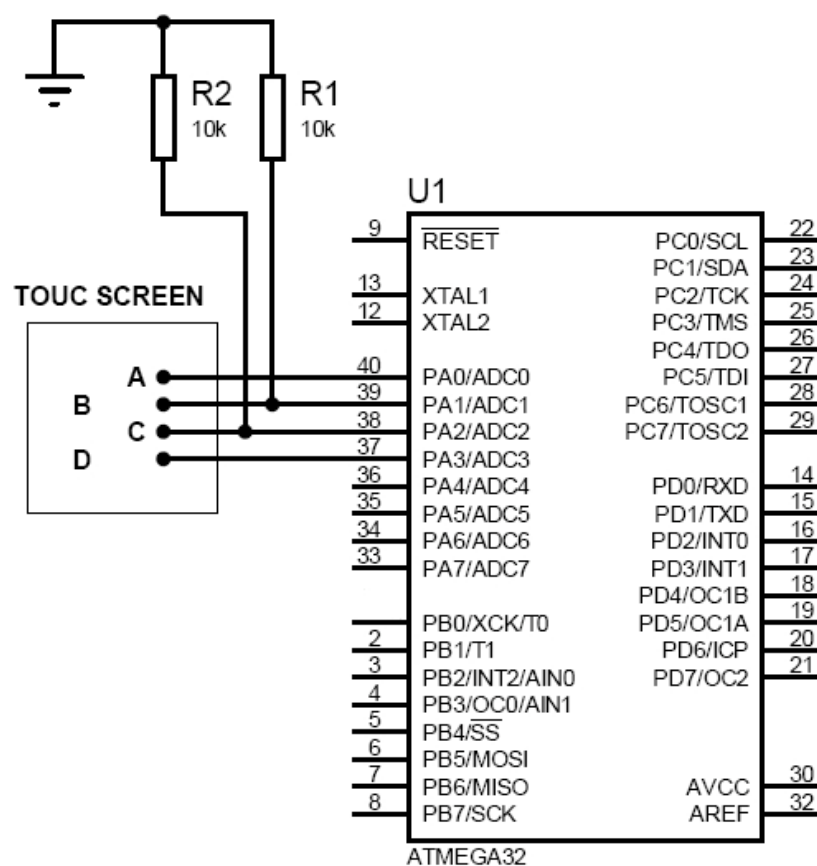 R2
10k
R1
10k
U1
TOUC SCREEN
A
B
C
D
9
13
12
40
39
38
37
36
35
34
33
2
3
4
5
6
7
8
RESET
XTAL1
XTAL2
PA0/ADC0
PA1/ADC1
PA2/ADC2
PA3/ADC3
PA4/ADC4
PA5/ADC5
PA6/ADC6
PA7/ADC7
PB0/XCK/T0
PB1/T1
PB2/INT2/AIN0
PB3/OC0/AIN1
PB4/SS
PB5/MOSI
PB6/MISO
PB7/SCK
PC0/SCL
PC1/SDA
PC2/TCK
PC3/TMS
PC4/TDO
PC5/TDI
PC6/TOSC1
PC7/TOSC2
PD0/RXD
PD1/TXD
PD2/INT0
PD3/INT1
PD4/OC1B
PD5/OC1A
PD6/ICP
PD7/OC2
AVCC
AREF
22
23
24
25
26
27
28
29
14
15
16
17
18
19
20
21
30
32
ATMEGA32